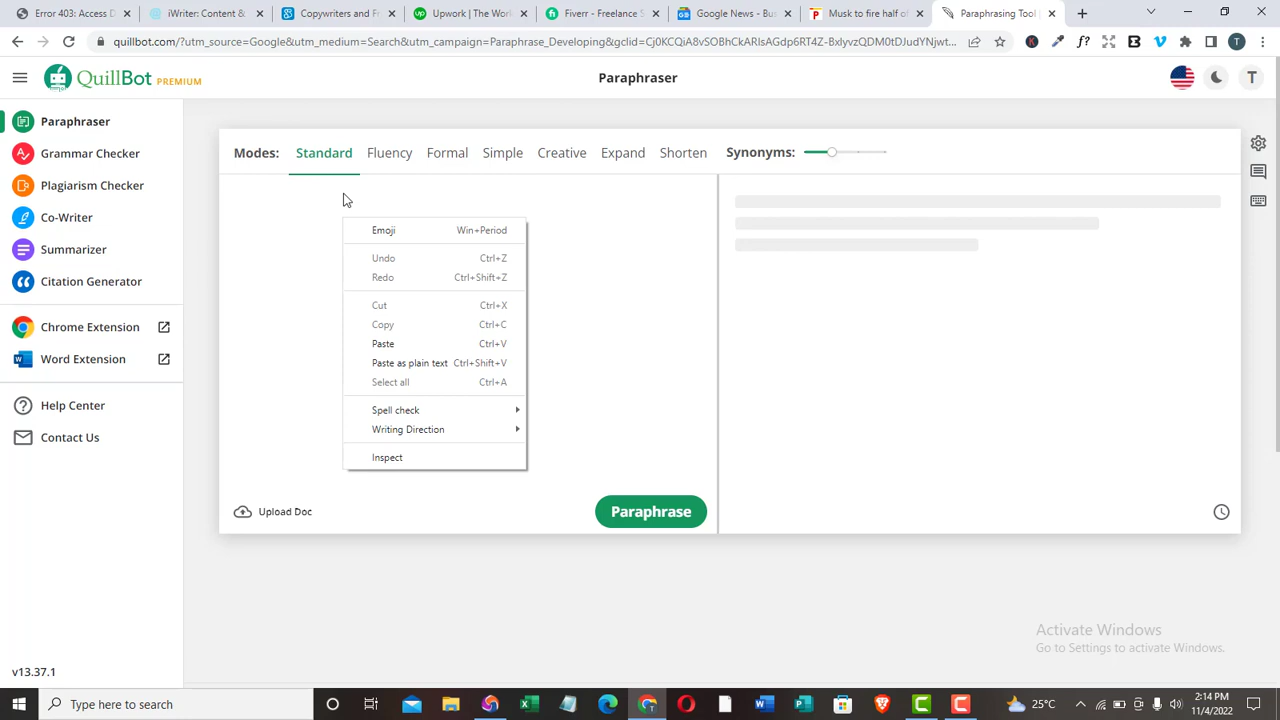 Error 403: Access D
iWriter: Content &
Copywriters and F
Upwork | The Work
Fiverr - Freelance S
Google News - Bus
Musk to fire half of
Paraphrasing Tool |
quillbot.com/?utm_source=Google&utm_medium=Search&utm_campaign=Paraphrase_Developing&gclid=
QuillBot PREMIUM
Paraphraser
T
Paraphraser
Grammar Checker
Plagiarism Checker
Co-Writer
Summarizer
Citation Generator
Chrome Extension
Word Extension
Help Center
Contact Us
v13.37.1
Modes: Standard Fluency Formal Simple Creative Expand Shorten Synonyms:
Emoji Win+Period
Undo Ctrl+Z
Redo Ctrl+Shift+Z
Cut Ctrl+X
Copy Ctrl+C
Paste Ctrl+V
Paste as plain text Ctrl+Shift+V
Select all Ctrl+A
Spell check
Writing Direction
Inspect
Upload Doc
Paraphrase
Activate Windows
Go to Settings to activate Windows.
Type here to search
25°C
2:14 PM
11/4/2022